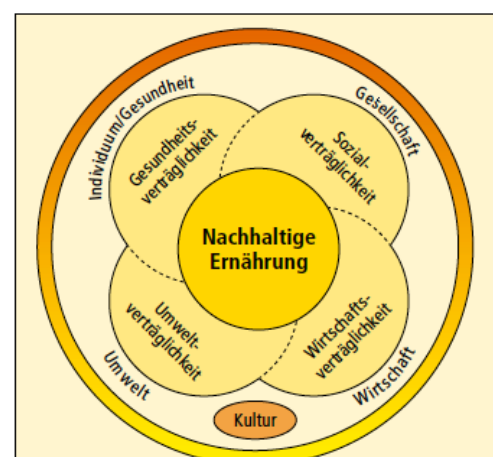 Individuum/Gesundheit
Gesellschaft
Gesundheits-
verträglichkeit
Sozial-
verträglichkeit
Nachhaltige
Ernährung
Umwelt-
verträglichkeit
Wirtschafts-
verträglichkeit
Umwelt
Wirtschaft
Kultur